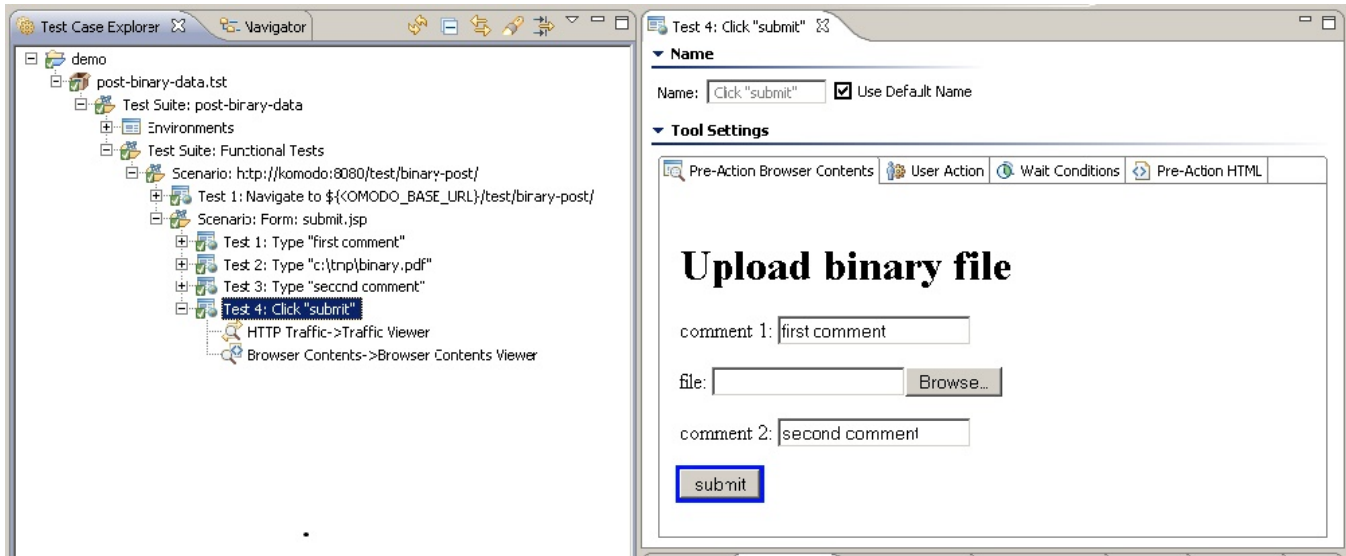 Test Case Explorer
Navigator
demo
post-binary-data.tst
Test Suite: post-binary-data
Environments
Test Suite: Functional Tests
Scenario: http://komodo:8080/test/binary-post/
Test 1: Navigate to ${KOMODO_BASE_URL}/test/binary-post/
Scenario: Form: submit.jsp
Test 1: Type "first comment"
Test 2: Type "c:\tmp\binary.pdf"
Test 3: Type "second comment"
Test 4: Click "submit"
HTTP Traffic->Traffic Viewer
Browser Contents->Browser Contents Viewer
Test 4: Click "submit"
Name
Name: Click "submit" Use Default Name
Tool Settings
Pre-Action Browser Contents User Action Wait Conditions Pre-Action HTML
Upload binary file
comment 1: first comment
file: Browse...
comment 2: second comment
submit